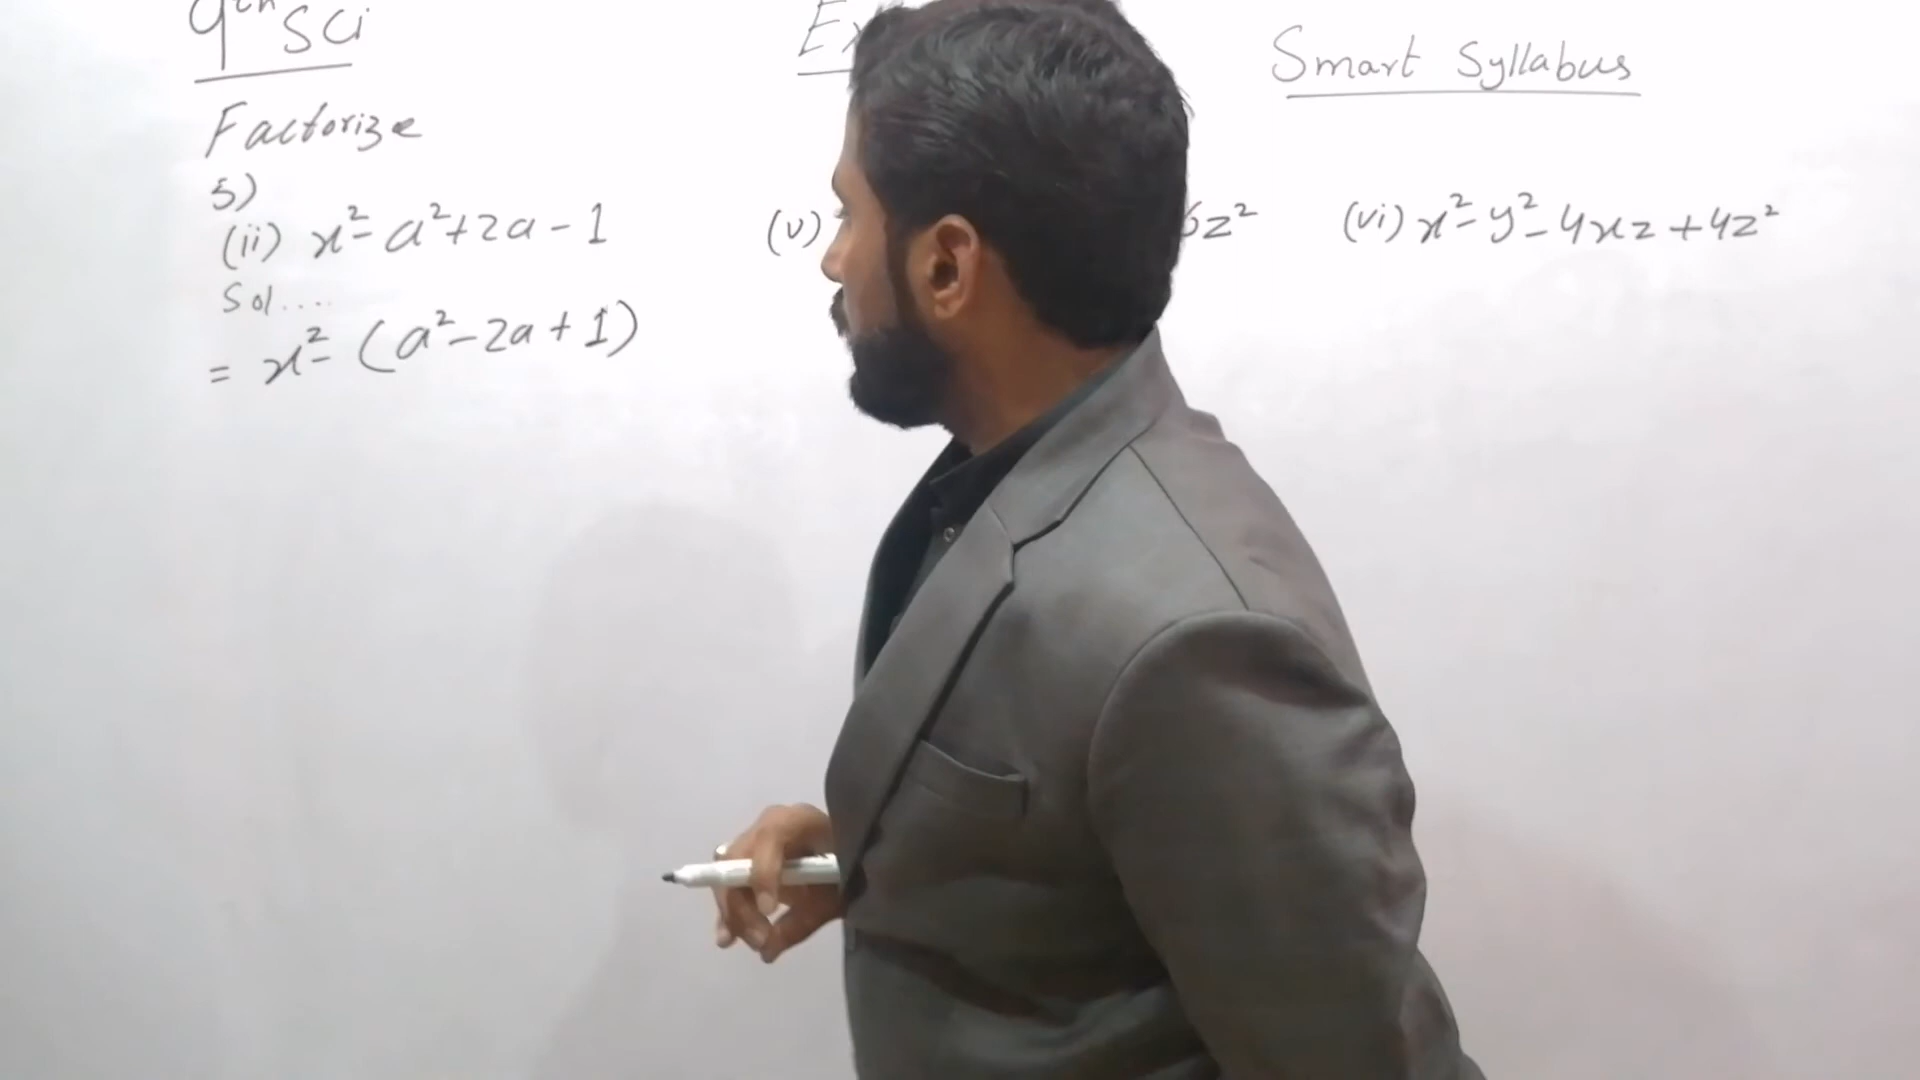 9th Sci
Smart Syllabus
Factorize
5)
(ii) x²-a²+2a-1
(v)
z²
(vi) x²-y²-4xz+4z²
Sol....
= x²-(a²-2a+1)